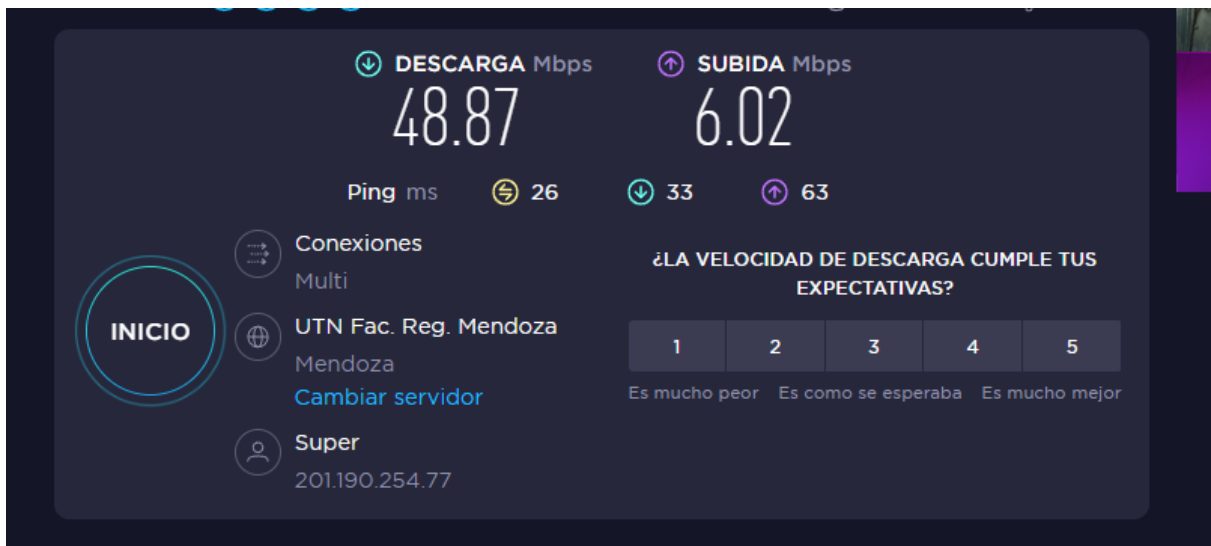 DESCARGA Mbps
48.87
SUBIDA Mbps
6.02
Ping ms 26 33 63
INICIO
Conexiones
Multi
UTN Fac. Reg. Mendoza
Mendoza
Cambiar servidor
Super
201.190.254.77
¿LA VELOCIDAD DE DESCARGA CUMPLE TUS
EXPECTATIVAS?
1 2 3 4 5
Es mucho peor Es como se esperaba Es mucho mejor